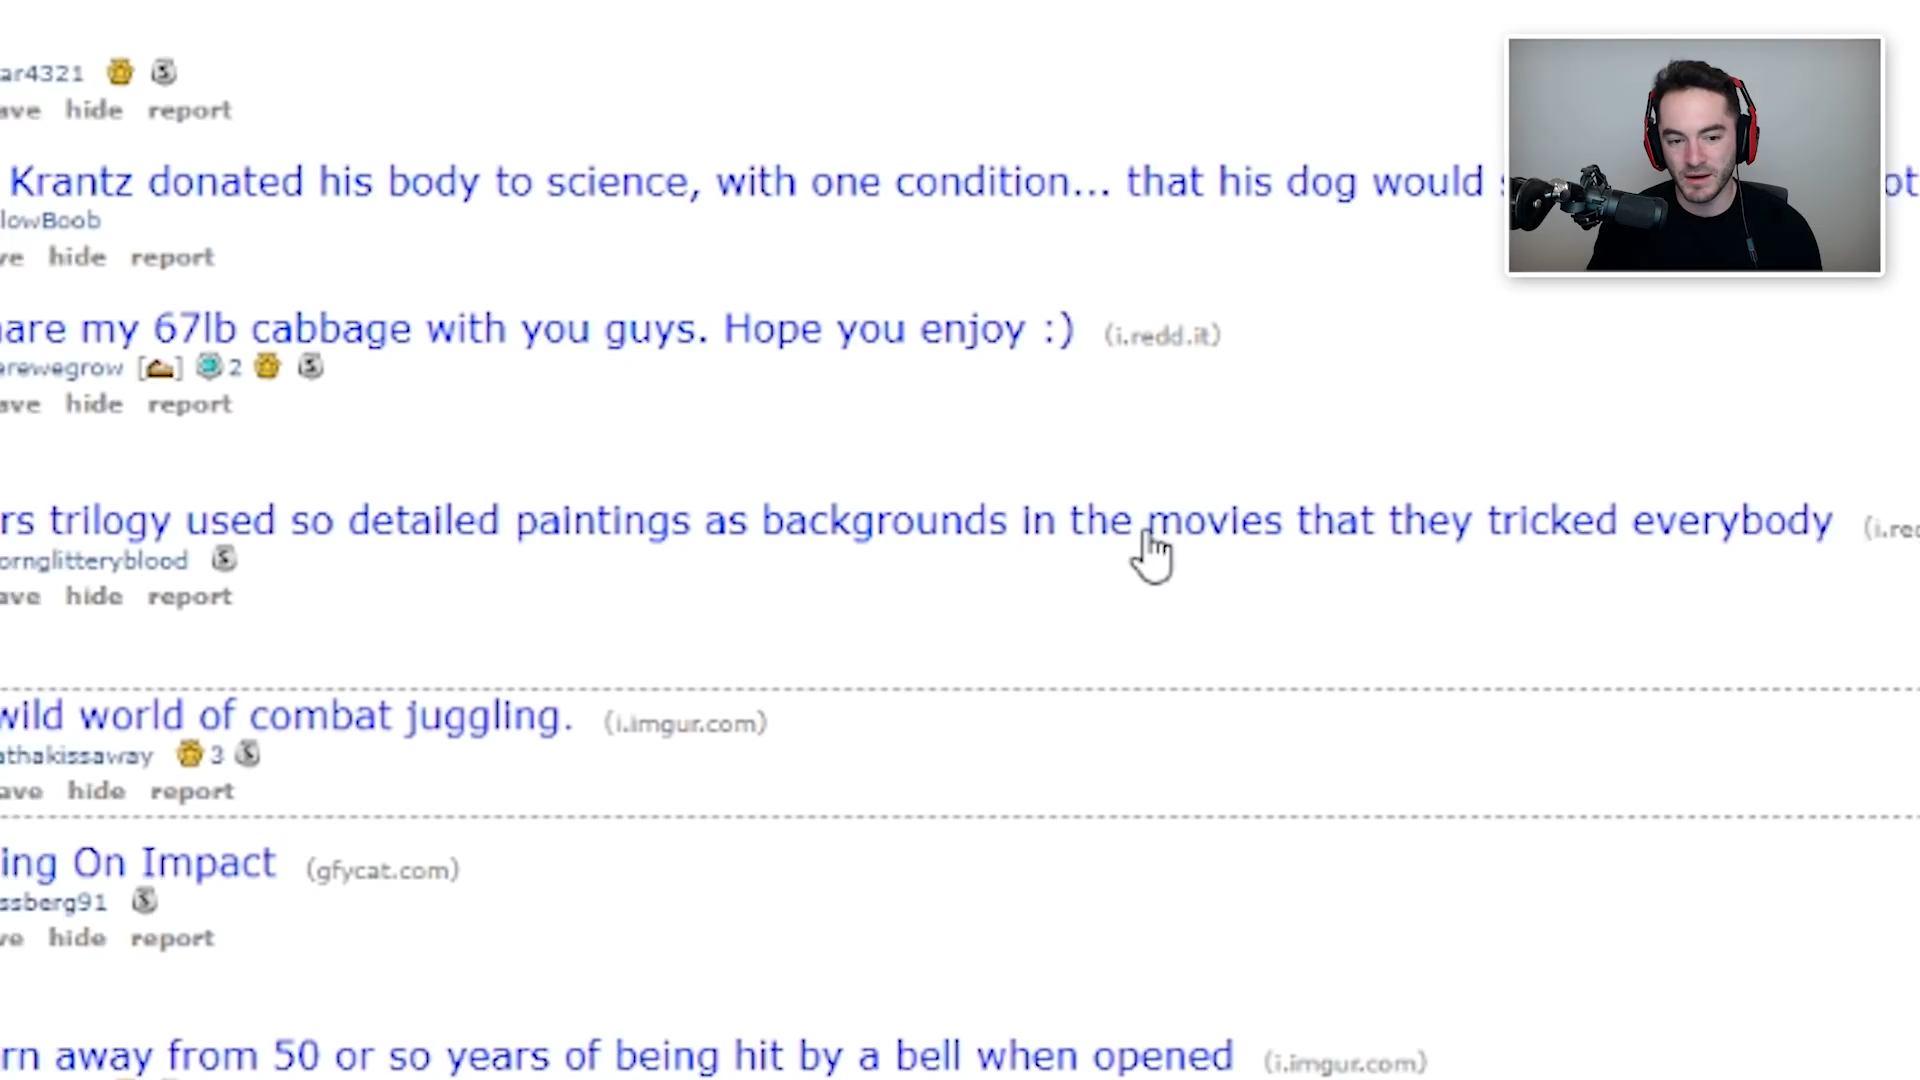 ar4321
ave hide report
Krantz donated his body to science, with one condition... that his dog would
lowBoob
ve hide report
are my 67lb cabbage with you guys. Hope you enjoy :) (i.redd.it)
erewegrow [ ] 2
ave hide report
rs trilogy used so detailed paintings as backgrounds in the movies that they tricked everybody (i.red
ornglitteryblood
ave hide report
wild world of combat juggling. (i.imgur.com)
athakissaway 3
ave hide report
ing On Impact (gfycat.com)
ssberg91
ve hide report
rn away from 50 or so years of being hit by a bell when opened (i.imgur.com)